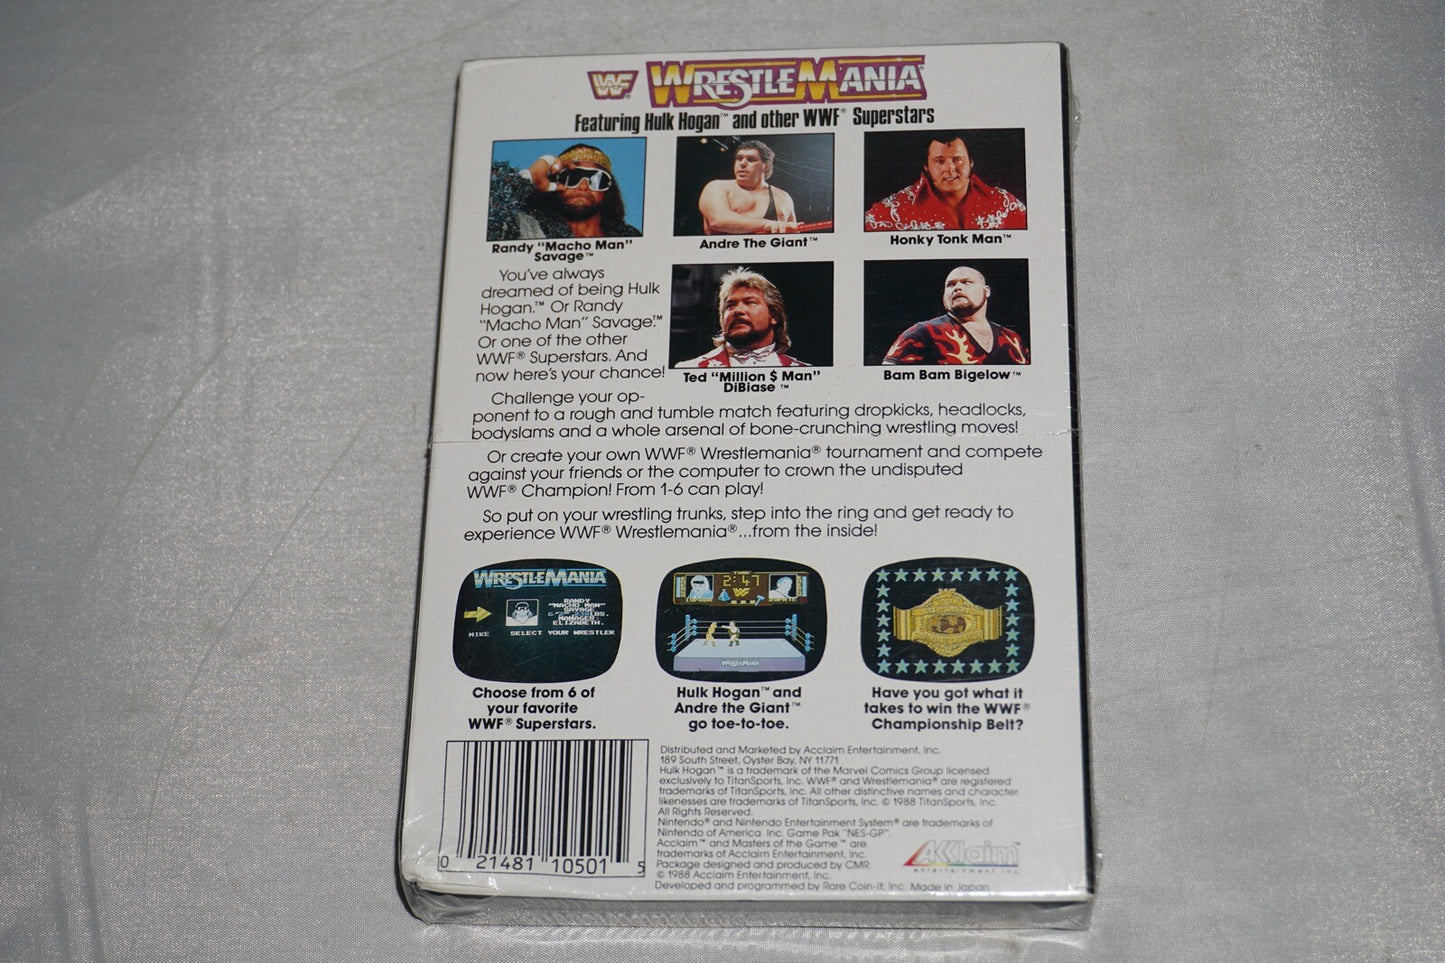 WF WRESTLEMANIA®
Featuring Hulk Hogan™ and other WWF® Superstars
Randy "Macho Man"
Savage™
Andre The Giant™
Honky Tonk Man™
Ted "Million $ Man"
DiBiase™
Bam Bam Bigelow™
You've always
dreamed of being Hulk
Hogan.™ Or Randy
"Macho Man" Savage.™
Or one of the other
WWF® Superstars. And
now here's your chance!
Challenge your op-
ponent to a rough and tumble match featuring dropkicks, headlocks,
bodyslams and a whole arsenal of bone-crunching wrestling moves!
Or create your own WWF® Wrestlemania® tournament and compete
against your friends or the computer to crown the undisputed
WWF® Champion! From 1-6 can play!
So put on your wrestling trunks, step into the ring and get ready to
experience WWF® Wrestlemania®...from the inside!
WRESTLEMANIA
RANDY
"MACHO MAN"
SAVAGE
LBS.
MANAGER:
ELIZABETH.
MIKE SELECT YOUR WRESTLER
TIME
2:47
WrestleMania
Choose from 6 of
your favorite
WWF® Superstars.
Hulk Hogan™ and
Andre the Giant™
go toe-to-toe.
Have you got what it
takes to win the WWF®
Championship Belt?
0 21481 10501 5
Distributed and Marketed by Acclaim Entertainment, Inc.
189 South Street, Oyster Bay, NY 11771
Hulk Hogan™ is a trademark of the Marvel Comics Group licensed
exclusively to TitanSports, Inc. WWF® and Wrestlemania® are registered
trademarks of TitanSports, Inc. All other distinctive names and character
likenesses are trademarks of TitanSports, Inc. © 1988 TitanSports, Inc.
All Rights Reserved.
Nintendo® and Nintendo Entertainment System® are trademarks of
Nintendo of America Inc. Game Pak "NES-GP".
Acclaim™ and Masters of the Game™ are
trademarks of Acclaim Entertainment, Inc.
Package designed and produced by CMR.
© 1988 Acclaim Entertainment, Inc.
Developed and programmed by Rare Coin-It, Inc. Made in Japan.
AKKlaim™
entertainment inc